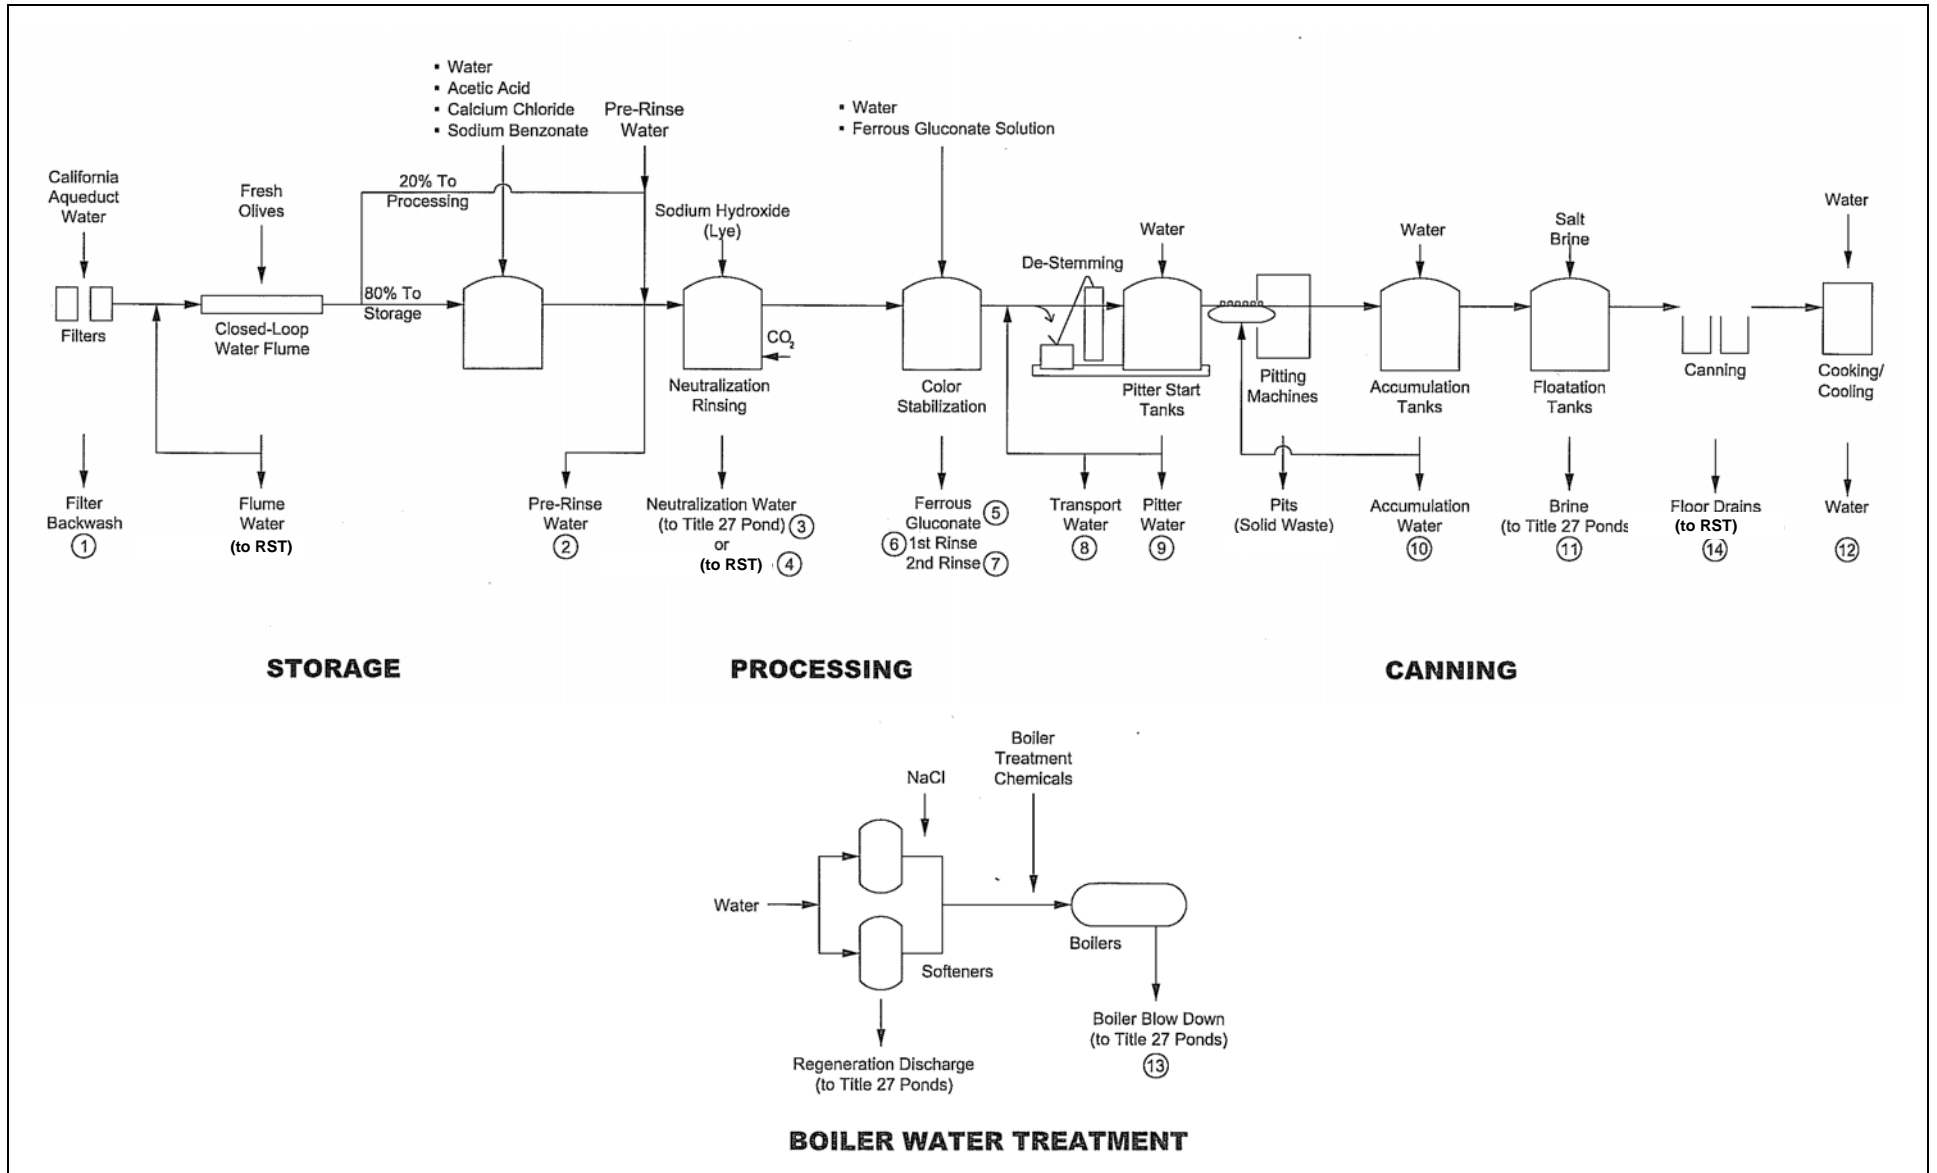 ▪ Water
▪ Acetic Acid
▪ Calcium Chloride
▪ Sodium Benzonate
Pre-Rinse
Water
▪ Water
▪ Ferrous Gluconate Solution
California
Aqueduct
Water
Fresh
Olives
20% To
Processing
Sodium Hydroxide
(Lye)
De-Stemming
Water
Water
Salt
Brine
Water
Filters
Closed-Loop
Water Flume
80% To
Storage
CO2
Neutralization
Rinsing
Color
Stabilization
Pitter Start
Tanks
Pitting
Machines
Accumulation
Tanks
Floatation
Tanks
Canning
Cooking/
Cooling
Filter
Backwash
1
Flume
Water
(to RST)
Pre-Rinse
Water
2
Neutralization Water
(to Title 27 Pond) 3
or
(to RST) 4
Ferrous
Gluconate 5
6 1st Rinse
2nd Rinse 7
Transport
Water
8
Pitter
Water
9
Pits
(Solid Waste)
Accumulation
Water
10
Brine
(to Title 27 Ponds
11
Floor Drains
(to RST)
14
Water
12
STORAGE
PROCESSING
CANNING
Boiler
Treatment
Chemicals
NaCl
Water
Softeners
Boilers
Boiler Blow Down
(to Title 27 Ponds)
13
Regeneration Discharge
(to Title 27 Ponds)
BOILER WATER TREATMENT